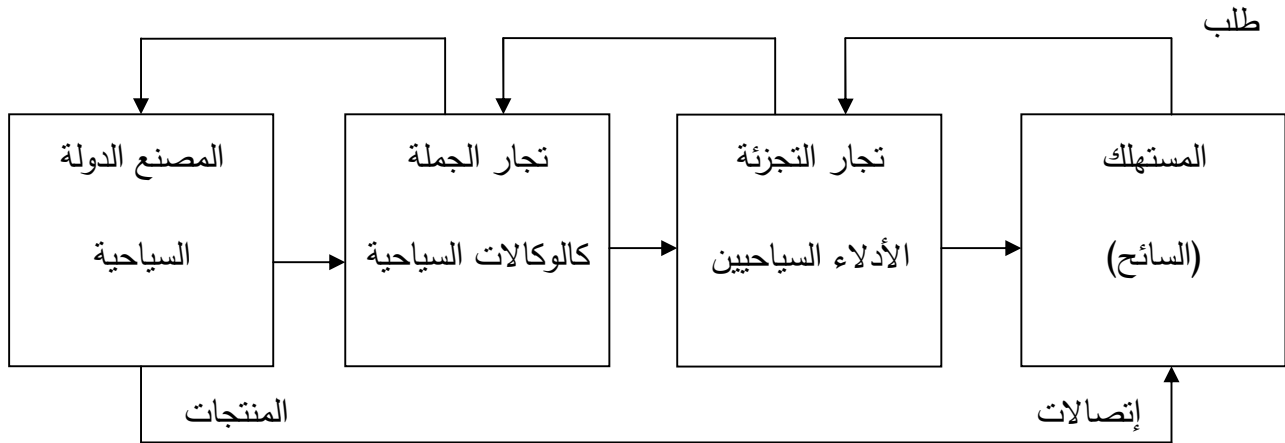 طلب
المستهلك
(السائح)
تجار التجزئة
الأدلاء السياحيين
تجار الجملة
كالوكالات السياحية
المصنع الدولة
السياحية
إتصالات
المنتجات